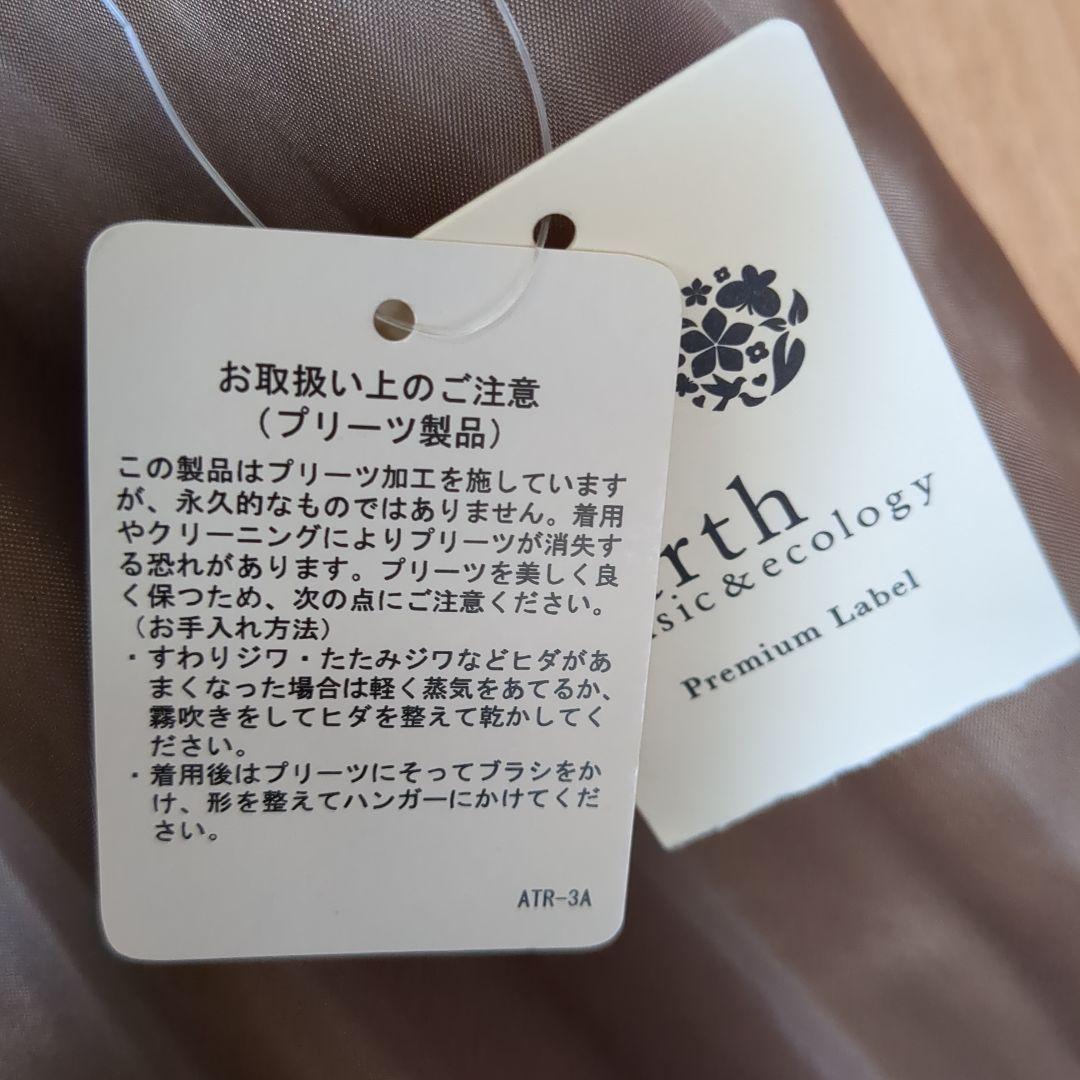 お取扱い上のご注意
（プリーツ製品）
この製品はプリーツ加工を施しています
が、永久的なものではありません。着用
やクリーニングによりプリーツが消失す
る恐れがあります。プリーツを美しく良
く保つため、次の点にご注意ください。
（お手入れ方法）
・すわりジワ・たたみジワなどヒダがあ
まくなった場合は軽く蒸気をあてるか、
霧吹きをしてヒダを整えて乾かしてく
ださい。
・着用後はプリーツにそってブラシをか
け、形を整えてハンガーにかけてくだ
さい。
ATR-3A
rth
sic & ecology
Premium Label